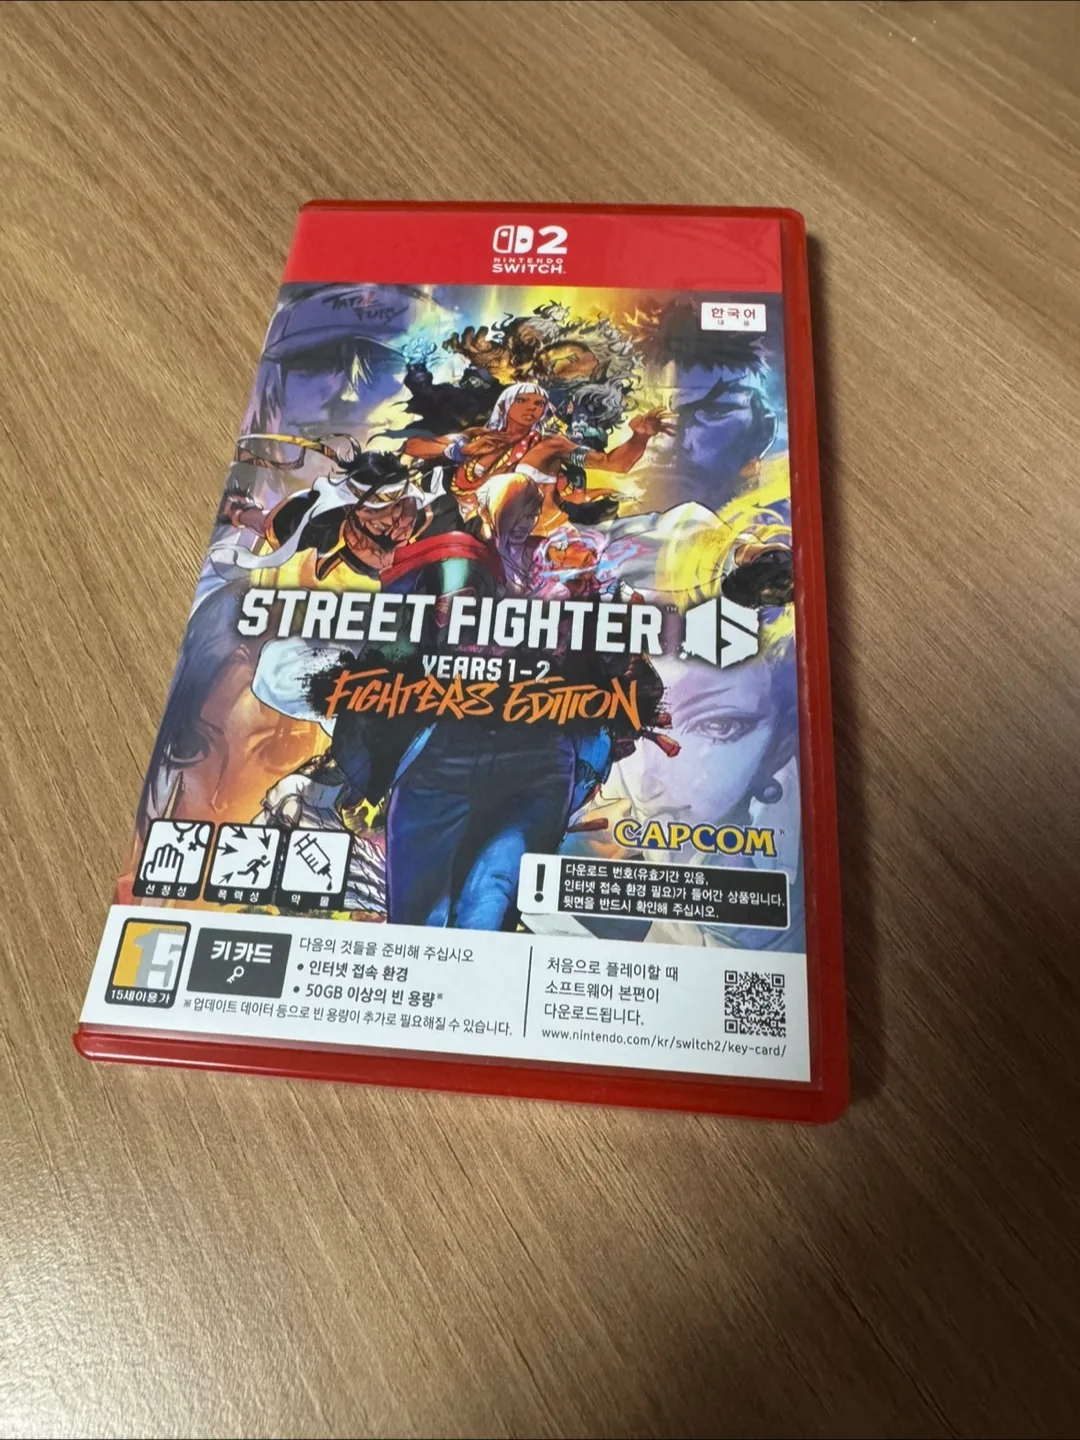 2
NINTENDO
SWITCH
한국어
내용
FATAL FURY
STREET FIGHTER™ 6
YEARS 1-2
FIGHTERS EDITION
CAPCOM
선정성
폭력성
약물
!
다운로드 번호(유효기간 있음,
인터넷 접속 환경 필요)가 들어간 상품입니다.
뒷면을 반드시 확인해 주십시오.
15
15세이용가
키 카드
다음의 것들을 준비해 주십시오
• 인터넷 접속 환경
• 50GB 이상의 빈 용량※
※ 업데이트 데이터 등으로 빈 용량이 추가로 필요해질 수 있습니다.
처음으로 플레이할 때
소프트웨어 본편이
다운로드됩니다.
www.nintendo.com/kr/switch2/key-card/